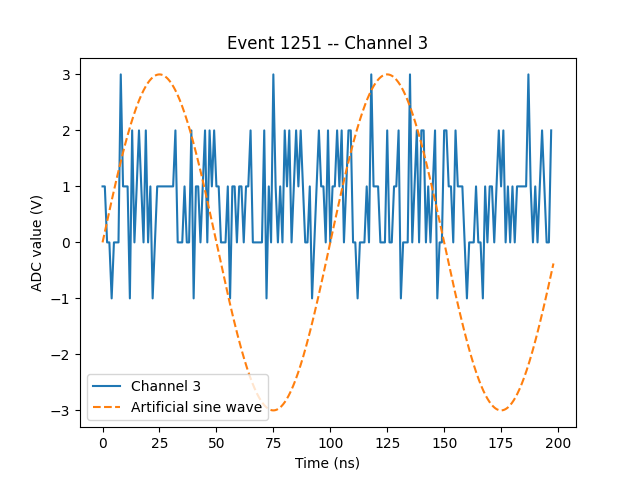 Event 1251 -- Channel 3
ADC value (V)
3
2
1
0
−1
−2
−3
Channel 3
Artificial sine wave
0 25 50 75 100 125 150 175 200
Time (ns)